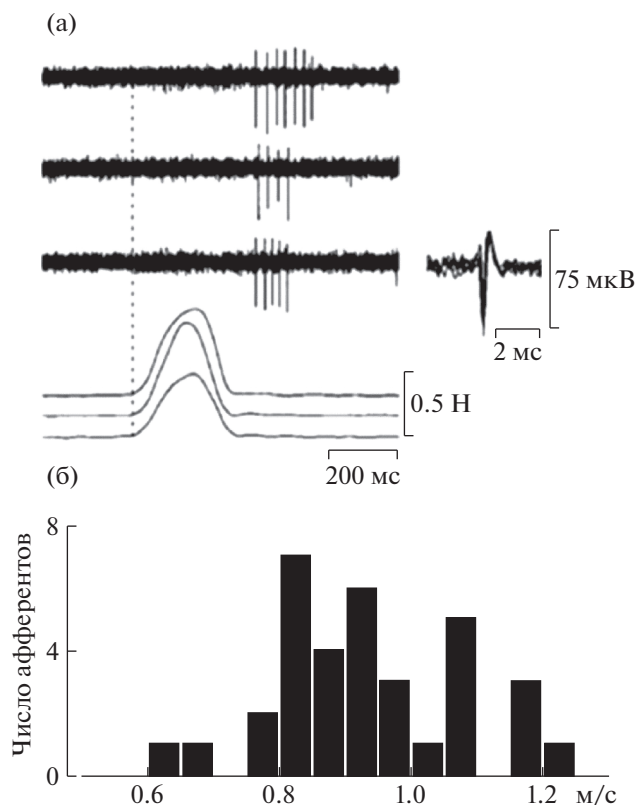 (а)
75 мкВ
2 мс
0.5 Н
200 мс
(б)
Число афферентов
8
4
0
0.6 0.8 1.0 1.2 м/с